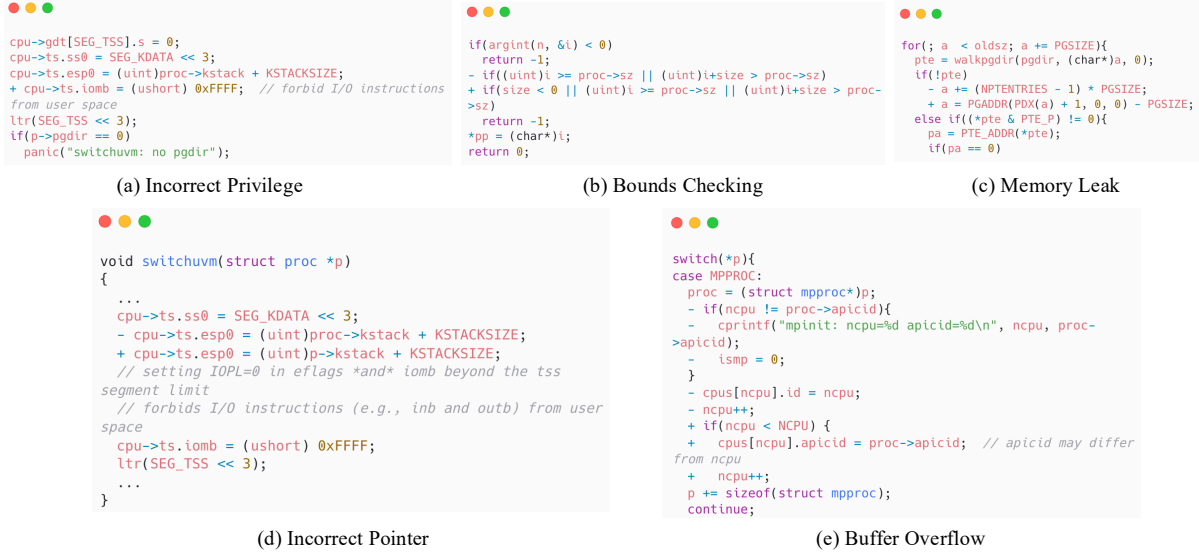 cpu->gdt[SEG_TSS].s = 0;
cpu->ts.ss0 = SEG_KDATA << 3;
cpu->ts.esp0 = (uint)proc->kstack + KSTACKSIZE;
+ cpu->ts.iomb = (ushort) 0xFFFF;  // forbid I/O instructions
from user space
ltr(SEG_TSS << 3);
if(p->pgdir == 0)
  panic("switchuvm: no pgdir");
(a) Incorrect Privilege
if(argint(n, &i) < 0)
  return -1;
- if((uint)i >= proc->sz || (uint)i+size > proc->sz)
+ if(size < 0 || (uint)i >= proc->sz || (uint)i+size > proc-
>sz)
  return -1;
*pp = (char*)i;
return 0;
(b) Bounds Checking
for(; a  < oldsz; a += PGSIZE){
  pte = walkpgdir(pgdir, (char*)a, 0);
  if(!pte)
    - a += (NPTENTRIES - 1) * PGSIZE;
    + a = PGADDR(PDX(a) + 1, 0, 0) - PGSIZE;
  else if((*pte & PTE_P) != 0){
    pa = PTE_ADDR(*pte);
    if(pa == 0)
(c) Memory Leak
void switchuvm(struct proc *p)
{
  ...
  cpu->ts.ss0 = SEG_KDATA << 3;
  - cpu->ts.esp0 = (uint)proc->kstack + KSTACKSIZE;
  + cpu->ts.esp0 = (uint)p->kstack + KSTACKSIZE;
  // setting IOPL=0 in eflags *and* iomb beyond the tss
segment limit
  // forbids I/O instructions (e.g., inb and outb) from user
space
  cpu->ts.iomb = (ushort) 0xFFFF;
  ltr(SEG_TSS << 3);
  ...
}
(d) Incorrect Pointer
switch(*p){
case MPPROC:
  proc = (struct mpproc*)p;
  - if(ncpu != proc->apicid){
  -   cprintf("mpinit: ncpu=%d apicid=%d\n", ncpu, proc-
>apicid);
  -   ismp = 0;
  }
  - cpus[ncpu].id = ncpu;
  - ncpu++;
  + if(ncpu < NCPU) {
  +   cpus[ncpu].apicid = proc->apicid;  // apicid may differ
from ncpu
  +   ncpu++;
  p += sizeof(struct mpproc);
  continue;
(e) Buffer Overflow